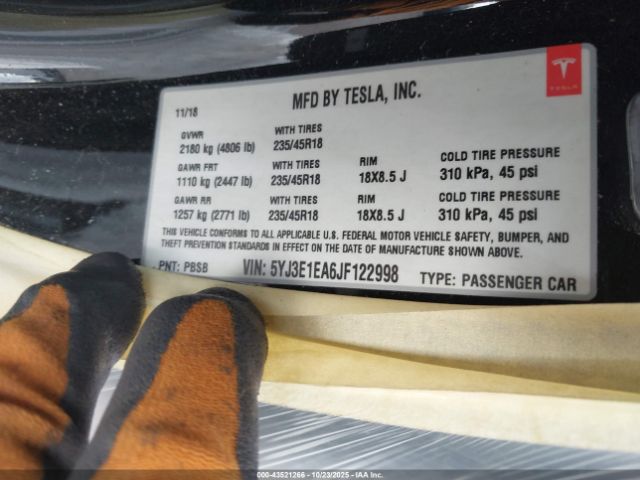 TESLA
11/18
MFD BY TESLA, INC.
GVWR WITH TIRES
2180 kg (4806 lb) 235/45R18
GAWR FRT WITH TIRES RIM COLD TIRE PRESSURE
1110 kg (2447 lb) 235/45R18 18X8.5 J 310 kPa, 45 psi
GAWR RR WITH TIRES RIM COLD TIRE PRESSURE
1257 kg (2771 lb) 235/45R18 18X8.5 J 310 kPa, 45 psi
THIS VEHICLE CONFORMS TO ALL APPLICABLE U.S. FEDERAL MOTOR VEHICLE SAFETY, BUMPER, AND
THEFT PREVENTION STANDARDS IN EFFECT ON THE DATE OF MANUFACTURE SHOWN ABOVE.
PNT: PBSB VIN: 5YJ3E1EA6JF122998 TYPE: PASSENGER CAR
00-43521266 - 10/23/2025 - IAA Inc.